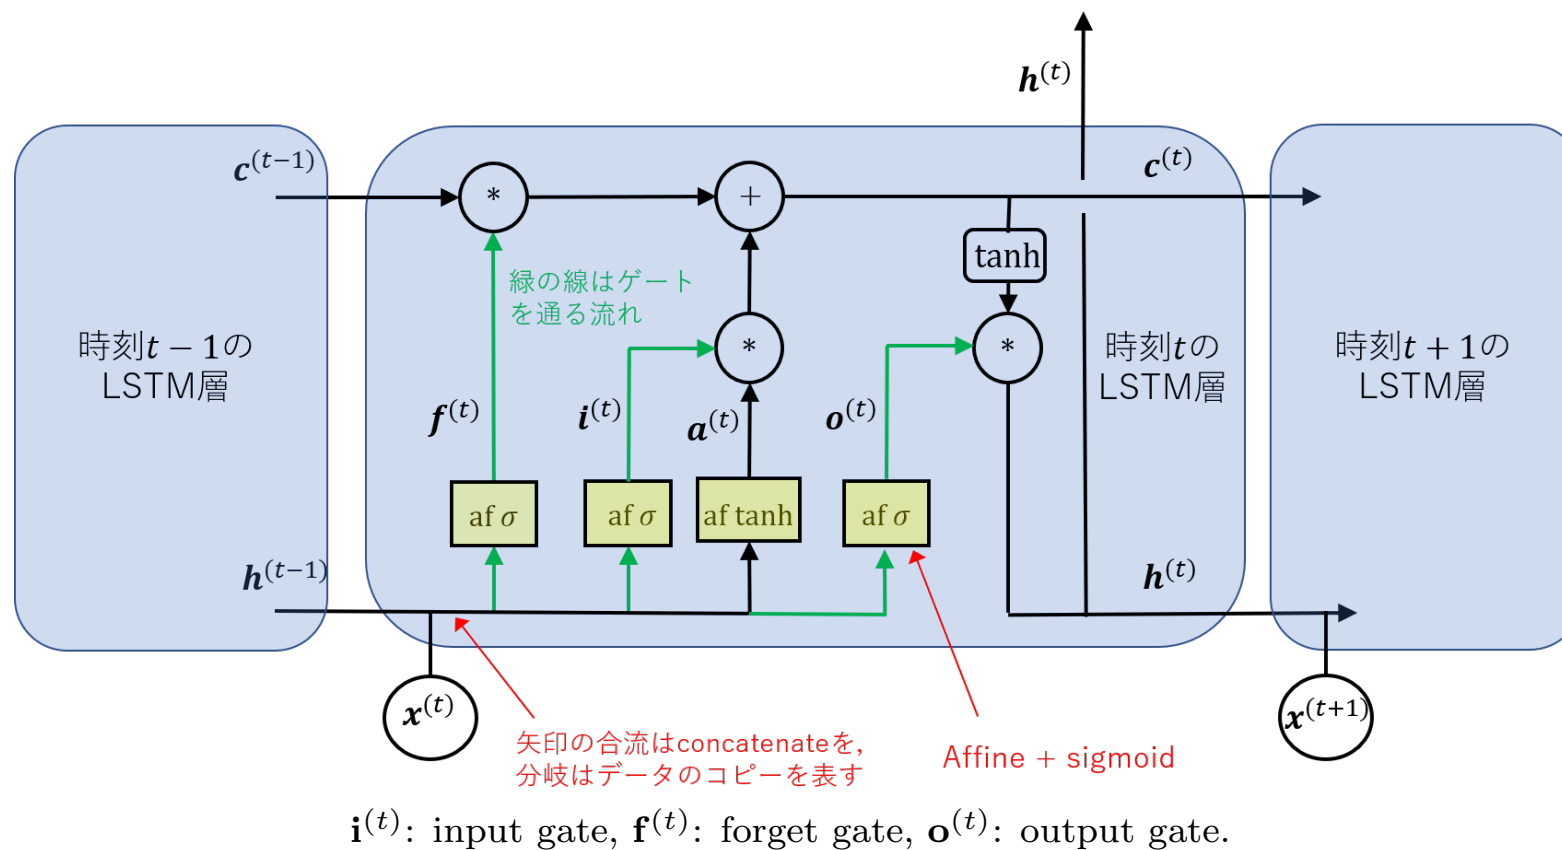 h^(t)
c^(t−1)
c^(t)
*
+
tanh
緑の線はゲート
を通る流れ
*
*
時刻t − 1の
LSTM層
時刻tの
LSTM層
時刻t + 1の
LSTM層
f^(t)
i^(t)
a^(t)
o^(t)
af σ
af σ
af tanh
af σ
h^(t−1)
h^(t)
x^(t)
x^(t+1)
矢印の合流はconcatenateを,
分岐はデータのコピーを表す
Affine + sigmoid
i^(t): input gate, f^(t): forget gate, o^(t): output gate.